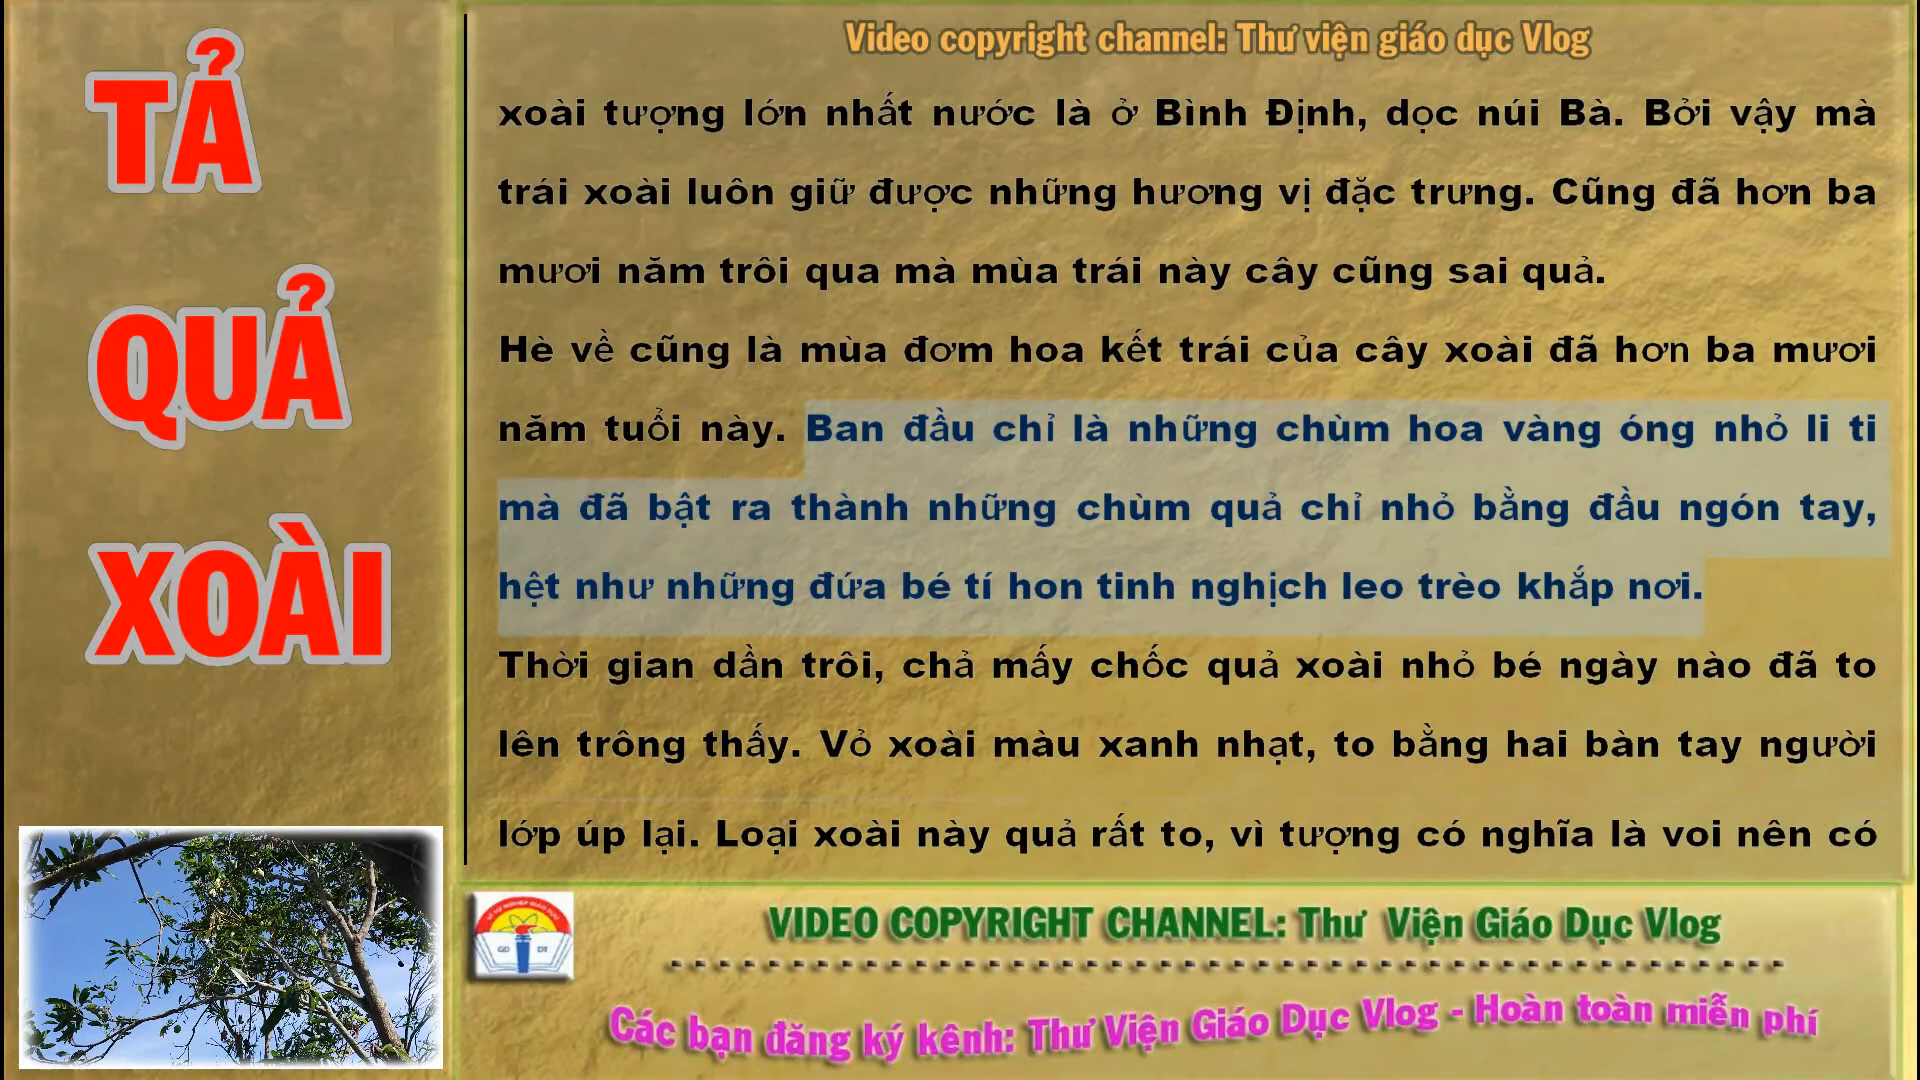 TẢ
QUẢ
XOÀI
Video copyright channel: Thư viện giáo dục Vlog
xoài tượng lớn nhất nước là ở Bình Định, dọc núi Bà. Bởi vậy mà
trái xoài luôn giữ được những hương vị đặc trưng. Cũng đã hơn ba
mươi năm trôi qua mà mùa trái này cây cũng sai quả.
Hè về cũng là mùa đơm hoa kết trái của cây xoài đã hơn ba mươi
năm tuổi này. Ban đầu chỉ là những chùm hoa vàng óng nhỏ li ti
mà đã bật ra thành những chùm quả chỉ nhỏ bằng đầu ngón tay,
hệt như những đứa bé tí hon tinh nghịch leo trèo khắp nơi.
Thời gian dần trôi, chả mấy chốc quả xoài nhỏ bé ngày nào đã to
lên trông thấy. Vỏ xoài màu xanh nhạt, to bằng hai bàn tay người
lớp úp lại. Loại xoài này quả rất to, vì tượng có nghĩa là voi nên có
VÌ SỰ NGHIỆP GIÁO DỤC
GD ĐT
VIDEO COPYRIGHT CHANNEL: Thư Viện Giáo Dục Vlog
Các bạn đăng ký kênh: Thư Viện Giáo Dục Vlog - Hoàn toàn miễn phí